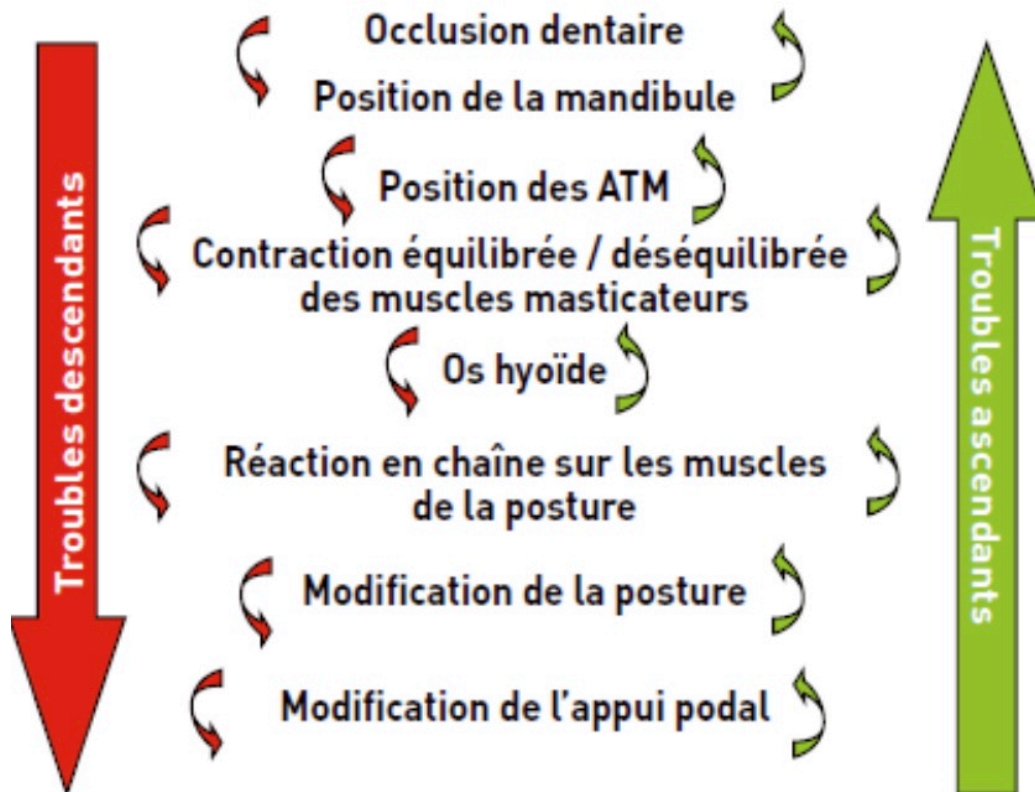 Occlusion dentaire
Position de la mandibule
Position des ATM
Contraction équilibrée / déséquilibrée
des muscles masticateurs
Os hyoïde
Réaction en chaîne sur les muscles
de la posture
Modification de la posture
Modification de l'appui podal
Troubles descendants
Troubles ascendants